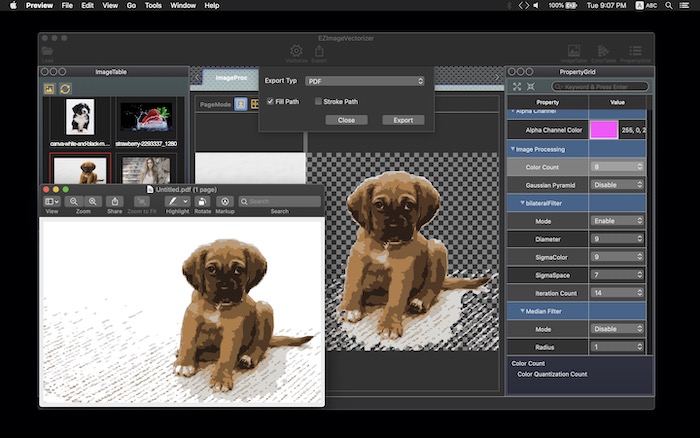 Preview File Edit View Go Tools Window Help 100% Tue 9:07 PM A ABC
EZImageVectorizer
Load Vectorize Export ImageTable ColorTable PropertyGrid
ImageTable
canva-white-and-black-m...
strawberry-2293337_1280
ImageProc
PageMode
Export Typ PDF
Fill Path Stroke Path
Close Export
PropertyGrid
Keyword & Press Enter
Property Value
Alpha Channel
Alpha Channel Color 255, 0, 2
Image Processing
Color Count 8
Gaussian Pyramid Disable
bilateralFilter
Mode Enable
Diameter 9
SigmaColor 9
SigmaSpace 7
Iteration Count 14
Median Filter
Mode Disable
Radius 1
Color Count
Color Quantization Count
Untitled.pdf (1 page)
Search
View Zoom Share Zoom to Fit Highlight Rotate Markup Search